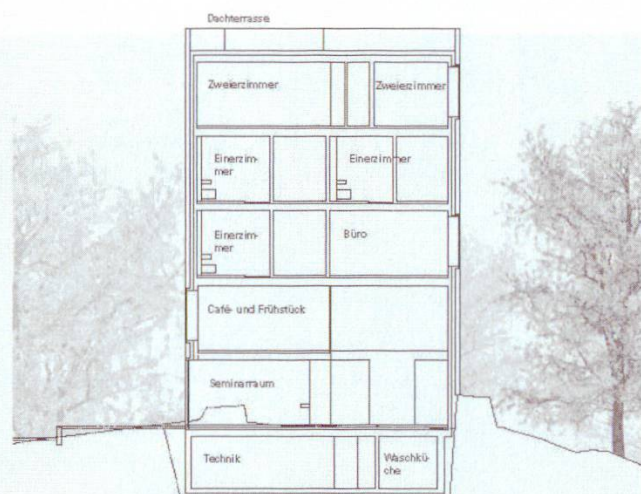 Dachterrasse
Zweierzimmer
Zweierzimmer
Einerzim-
mer
Einerzimmer
Einerzim-
mer
Büro
Café- und Frühstück
Seminarraum
Technik
Waschkü-
che